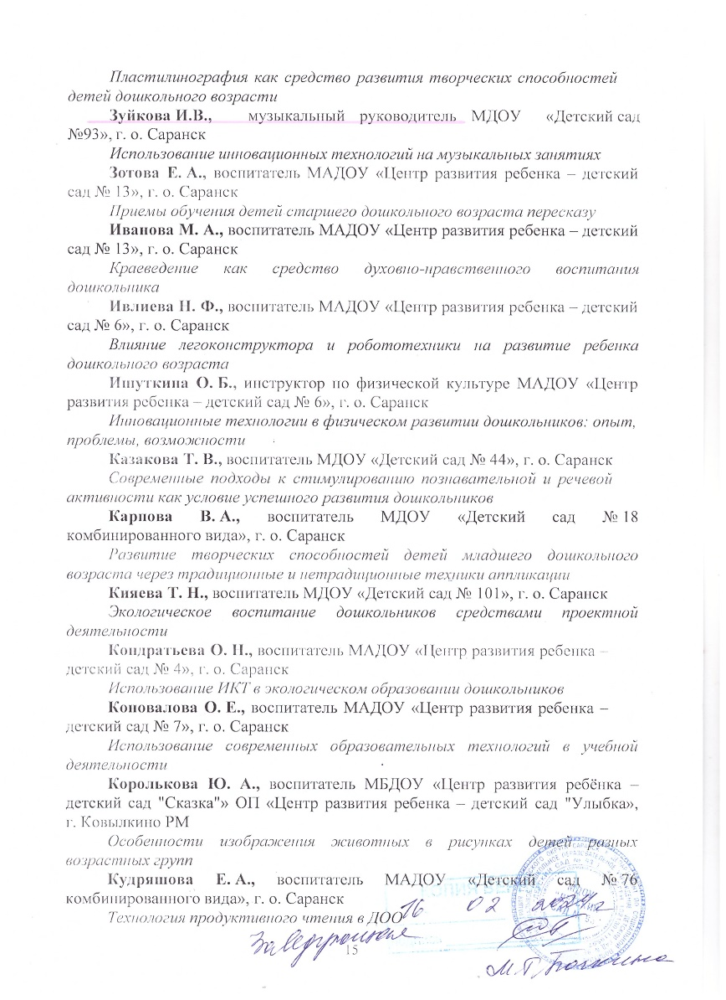 Пластилинография как средство развития творческих способностей
детей дошкольного возрасти
Зуйкова И.В., музыкальный руководитель МДОУ «Детский сад
№93», г. о. Саранск
Использование инновационных технологий на музыкальных занятиях
Зотова Е. А., воспитатель МАДОУ «Центр развития ребенка – детский
сад № 13», г. о. Саранск
Приемы обучения детей старшего дошкольного возраста пересказу
Иванова М. А., воспитатель МАДОУ «Центр развития ребенка – детский
сад № 13», г. о. Саранск
Краеведение как средство духовно-нравственного воспитания
дошкольника
Ивлиева Н. Ф., воспитатель МАДОУ «Центр развития ребенка – детский
сад № 6», г. о. Саранск
Влияние легоконструктора и робототехники на развитие ребенка
дошкольного возраста
Ишуткина О. Б., инструктор по физической культуре МАДОУ «Центр
развития ребенка – детский сад № 6», г. о. Саранск
Инновационные технологии в физическом развитии дошкольников: опыт,
проблемы, возможности
Казакова Т. В., воспитатель МДОУ «Детский сад № 44», г. о. Саранск
Современные подходы к стимулированию познавательной и речевой
активности как условие успешного развития дошкольников
Карпова В. А., воспитатель МДОУ «Детский сад № 18
комбинированного вида», г. о. Саранск
Развитие творческих способностей детей младшего дошкольного
возраста через традиционные и нетрадиционные техники аппликации
Кияева Т. Н., воспитатель МДОУ «Детский сад № 101», г. о. Саранск
Экологическое воспитание дошкольников средствами проектной
деятельности
Кондратьева О. Н., воспитатель МАДОУ «Центр развития ребенка –
детский сад № 4», г. о. Саранск
Использование ИКТ в экологическом образовании дошкольников
Коновалова О. Е., воспитатель МАДОУ «Центр развития ребенка –
детский сад № 7», г. о. Саранск
Использование современных образовательных технологий в учебной
деятельности
Королькова Ю. А., воспитатель МБДОУ «Центр развития ребёнка –
детский сад "Сказка"» ОП «Центр развития ребенка – детский сад "Улыбка»,
г. Ковылкино РМ
Особенности изображения животных в рисунках детей разных
возрастных групп
Кудряшова Е. А., воспитатель МАДОУ «Детский сад № 76
комбинированного вида», г. о. Саранск
Технология продуктивного чтения в ДОО
16 02 2024
Заведующая
15